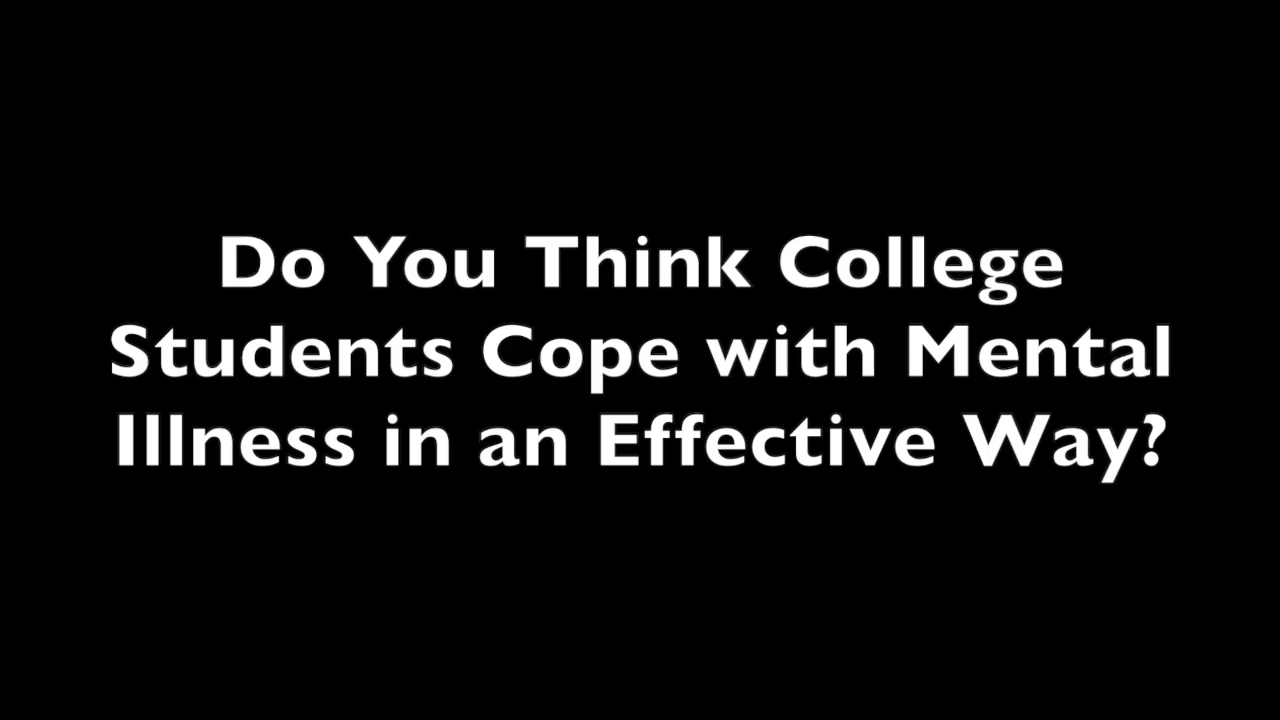 Do You Think College
Students Cope with Mental
Illness in an Effective Way?